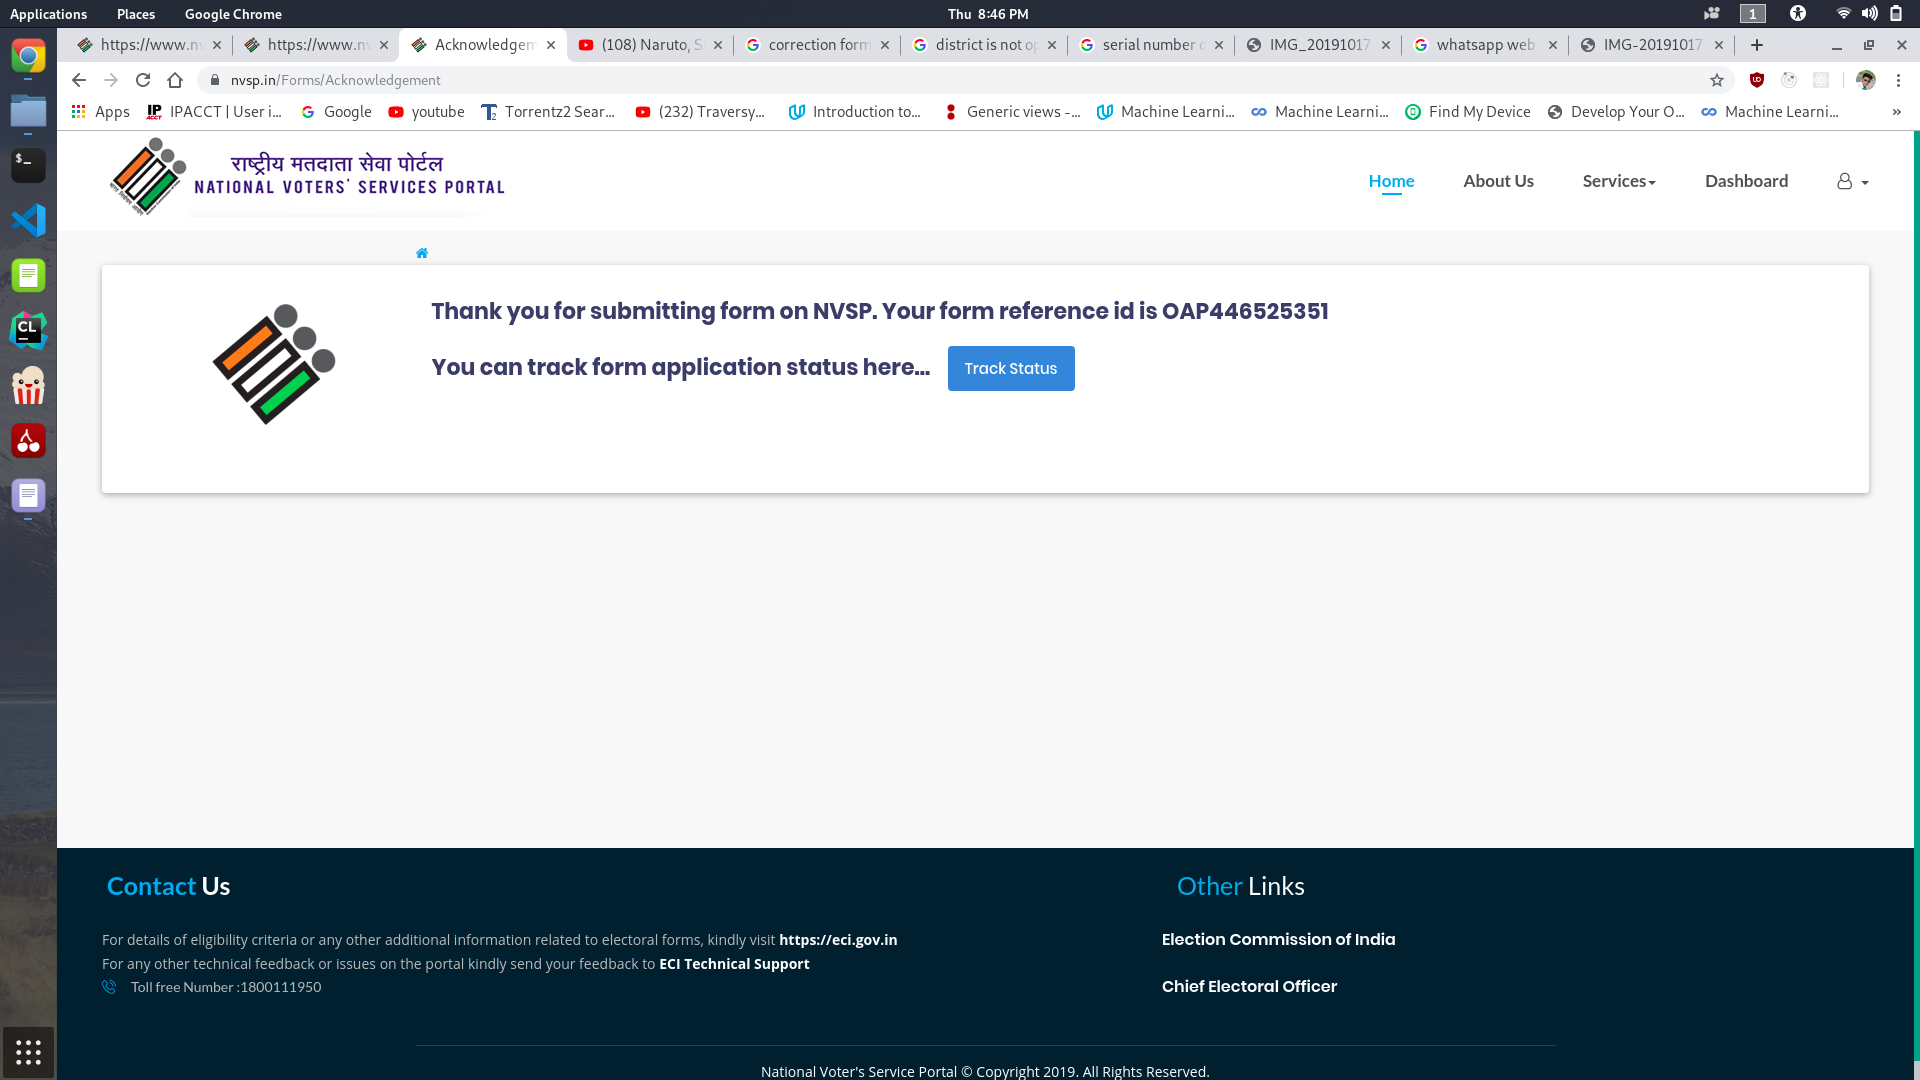 Applications Places Google Chrome Thu 8:46 PM 1
https://www.nv https://www.nv Acknowledgem (108) Naruto, S correction form district is not op serial number o IMG_20191017 whatsapp web IMG-20191017
nvsp.in/Forms/Acknowledgement
Apps IPACCT | User i... Google youtube Torrentz2 Sear... (232) Traversy... Introduction to... Generic views -... Machine Learni... Machine Learni... Find My Device Develop Your O... Machine Learni... »
राष्ट्रीय मतदाता सेवा पोर्टल
NATIONAL VOTERS' SERVICES PORTAL
Home About Us Services Dashboard
Thank you for submitting form on NVSP. Your form reference id is OAP446525351
You can track form application status here... Track Status
Contact Us
For details of eligibility criteria or any other additional information related to electoral forms, kindly visit https://eci.gov.in
For any other technical feedback or issues on the portal kindly send your feedback to ECI Technical Support
Toll free Number :1800111950
Other Links
Election Commission of India
Chief Electoral Officer
National Voter's Service Portal © Copyright 2019. All Rights Reserved.